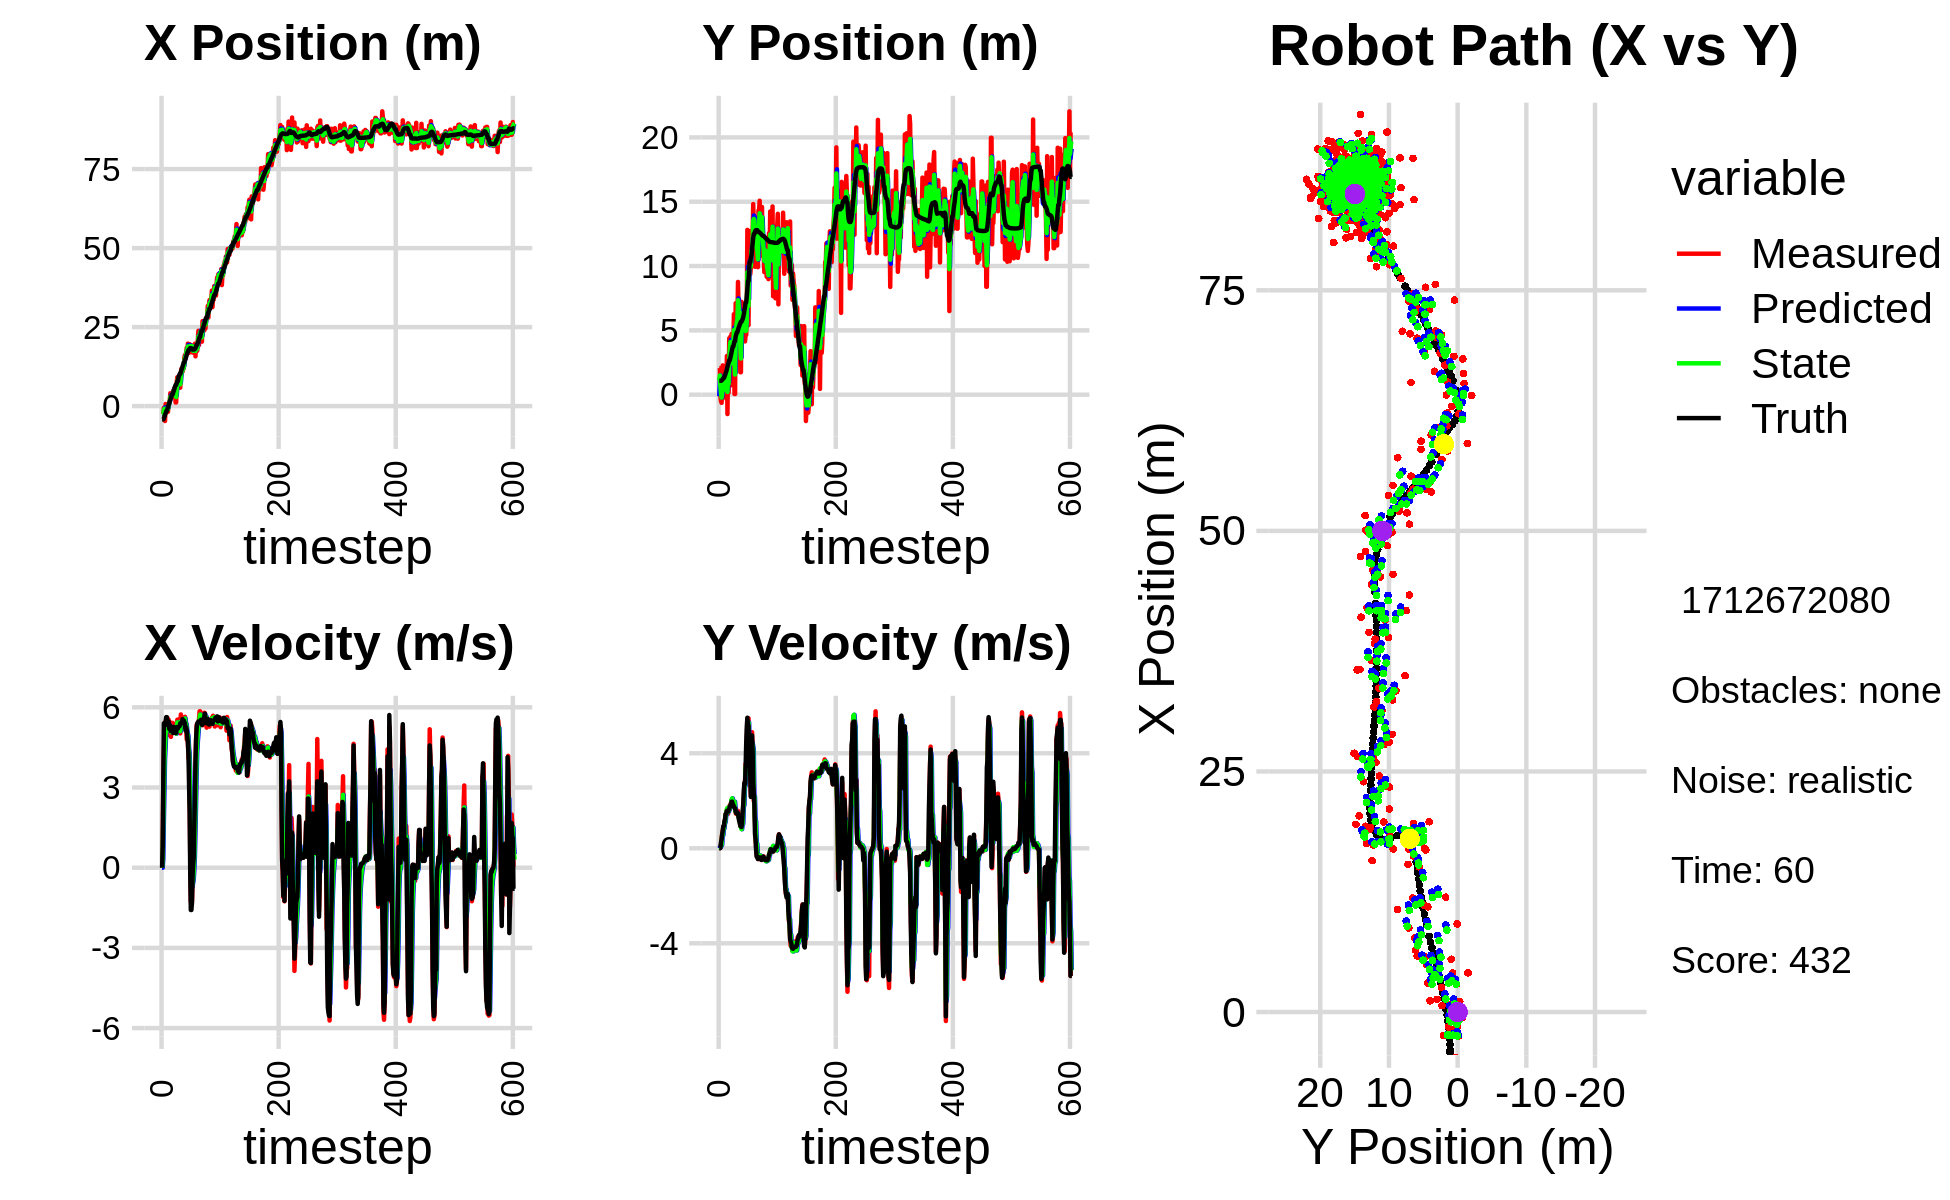 X Position (m)
75
50
25
0
0
200
400
600
timestep
Y Position (m)
20
15
10
5
0
0
200
400
600
timestep
X Velocity (m/s)
6
3
0
-3
-6
0
200
400
600
timestep
Y Velocity (m/s)
4
0
-4
0
200
400
600
timestep
Robot Path (X vs Y)
X Position (m)
75
50
25
0
20 10 0 -10 -20
Y Position (m)
variable
Measured
Predicted
State
Truth
1712672080
Obstacles: none
Noise: realistic
Time: 60
Score: 432